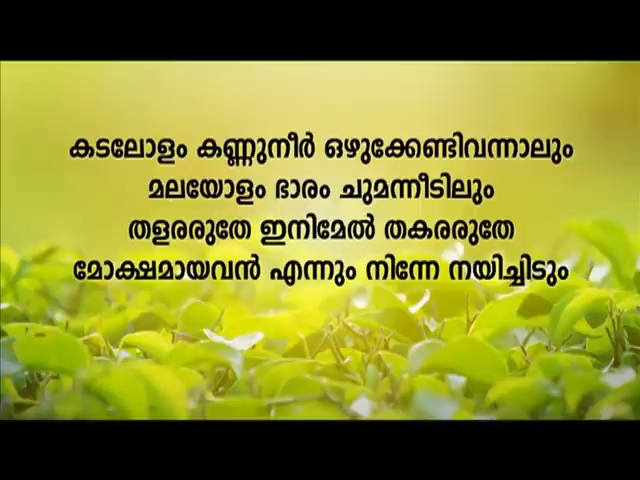 കടലോളം കണ്ണുനീർ ഒഴുക്കേണ്ടിവന്നാലും
മലയോളം ഭാരം ചുമന്നീടിലും
തളരരുതേ ഇനിമേൽ തകരരുതേ
മോക്ഷമായവൻ എന്നും നിന്നേ നയിച്ചിടും